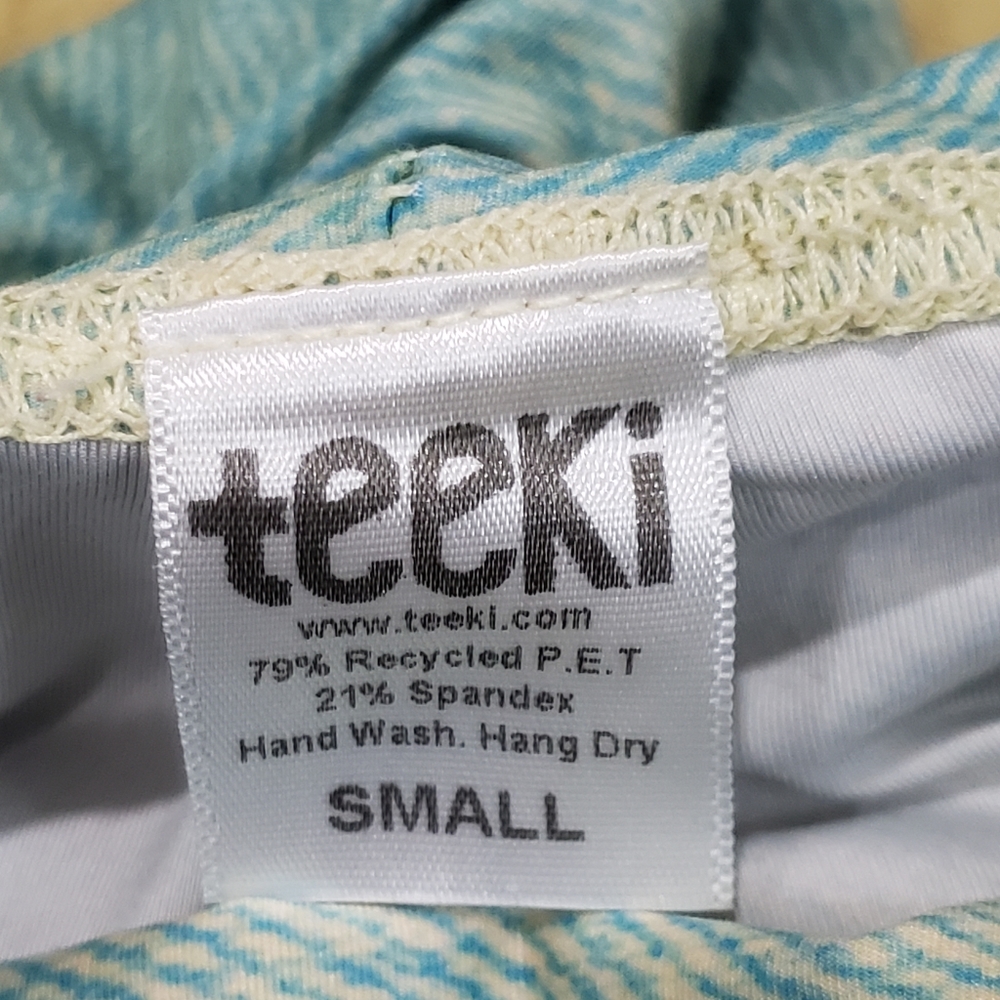 teeki
www.teeki.com
79% Recycled P.E.T
21% Spandex
Hand Wash. Hang Dry
SMALL